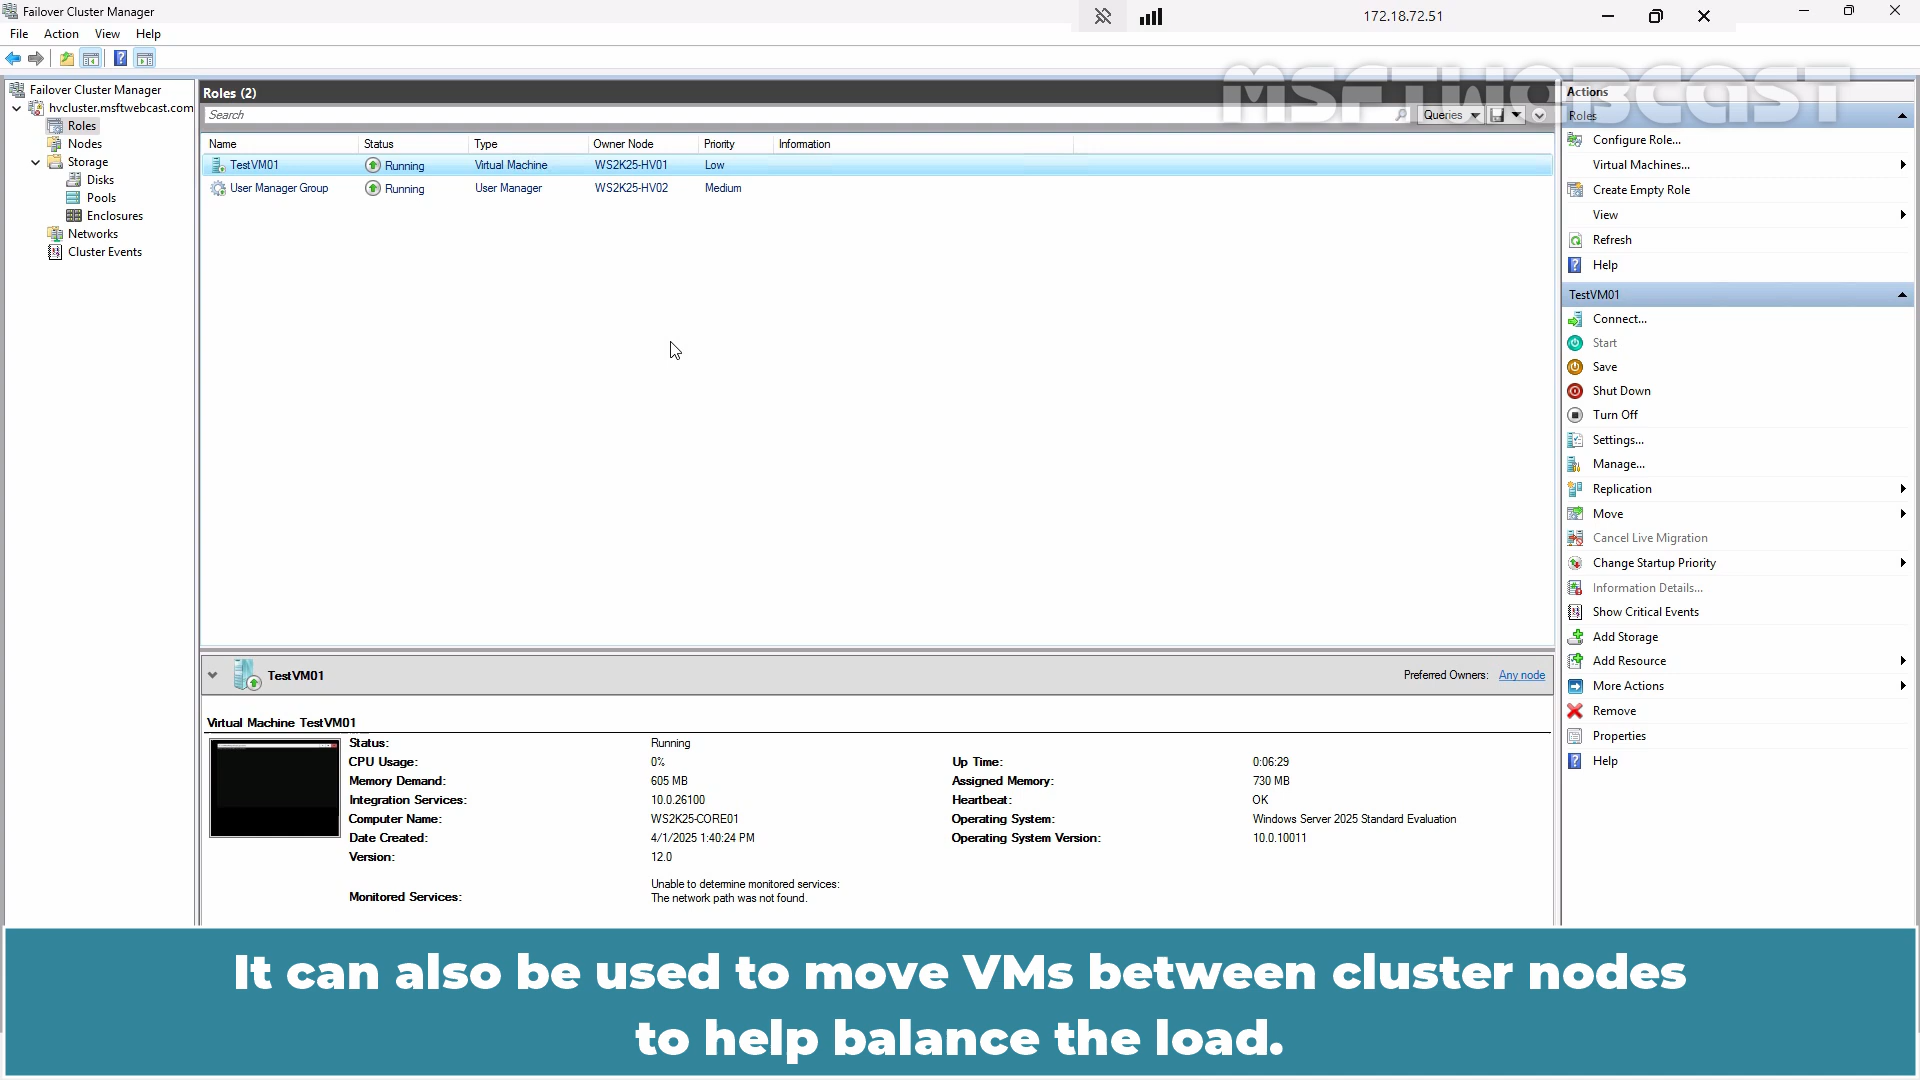 Failover Cluster Manager
172.18.72.51
File Action View Help
MSFTWEBCAST
Failover Cluster Manager
hvcluster.msftwebcast.com
Roles
Nodes
Storage
Disks
Pools
Enclosures
Networks
Cluster Events
Roles (2)
Search
Queries
Name Status Type Owner Node Priority Information
TestVM01 Running Virtual Machine WS2K25-HV01 Low
User Manager Group Running User Manager WS2K25-HV02 Medium
TestVM01
Preferred Owners: Any node
Virtual Machine TestVM01
Status: Running
CPU Usage: 0% Up Time: 0:06:29
Memory Demand: 605 MB Assigned Memory: 730 MB
Integration Services: 10.0.26100 Heartbeat: OK
Computer Name: WS2K25-CORE01 Operating System: Windows Server 2025 Standard Evaluation
Date Created: 4/1/2025 1:40:24 PM Operating System Version: 10.0.10011
Version: 12.0
Monitored Services: Unable to determine monitored services:
The network path was not found.
Actions
Roles
Configure Role...
Virtual Machines...
Create Empty Role
View
Refresh
Help
TestVM01
Connect...
Start
Save
Shut Down
Turn Off
Settings...
Manage...
Replication
Move
Cancel Live Migration
Change Startup Priority
Information Details...
Show Critical Events
Add Storage
Add Resource
More Actions
Remove
Properties
Help
It can also be used to move VMs between cluster nodes
to help balance the load.